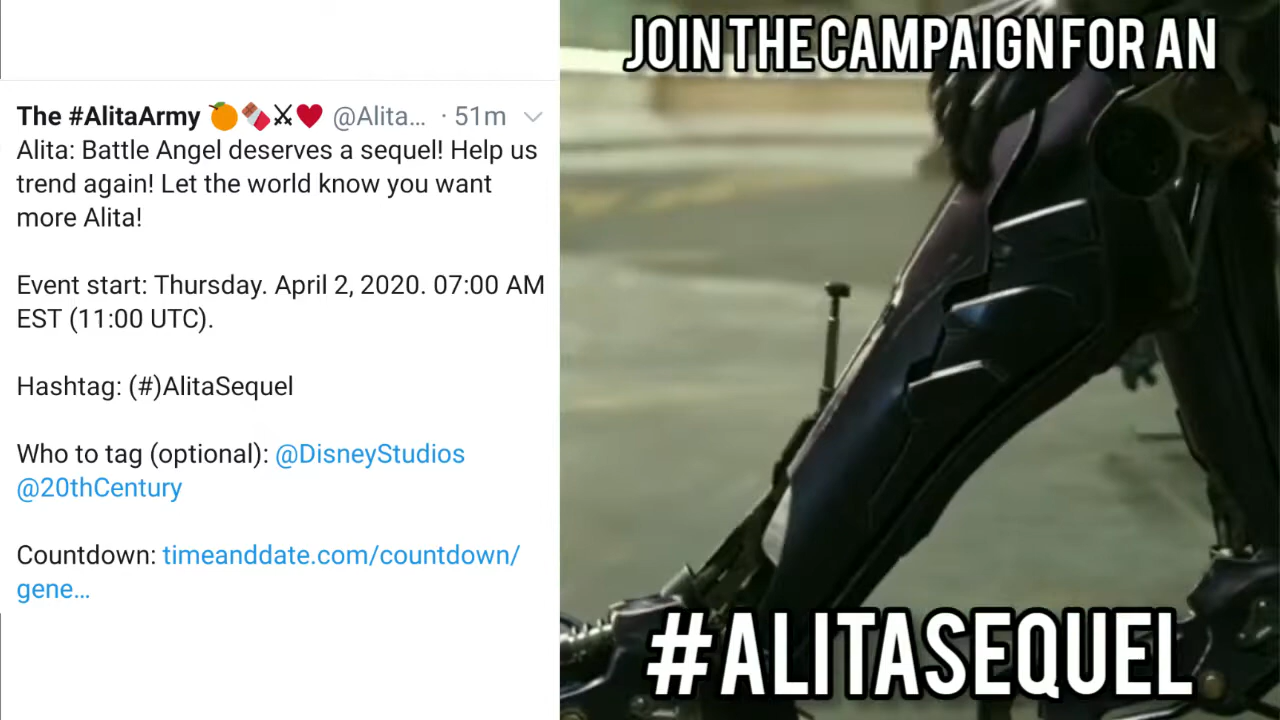 The #AlitaArmy 🍊🍫⚔❤ @Alita... · 51m
Alita: Battle Angel deserves a sequel! Help us
trend again! Let the world know you want
more Alita!
Event start: Thursday. April 2, 2020. 07:00 AM
EST (11:00 UTC).
Hashtag: (#)AlitaSequel
Who to tag (optional): @DisneyStudios
@20thCentury
Countdown: timeanddate.com/countdown/
gene...
JOIN THE CAMPAIGN FOR AN
#ALITASEQUEL